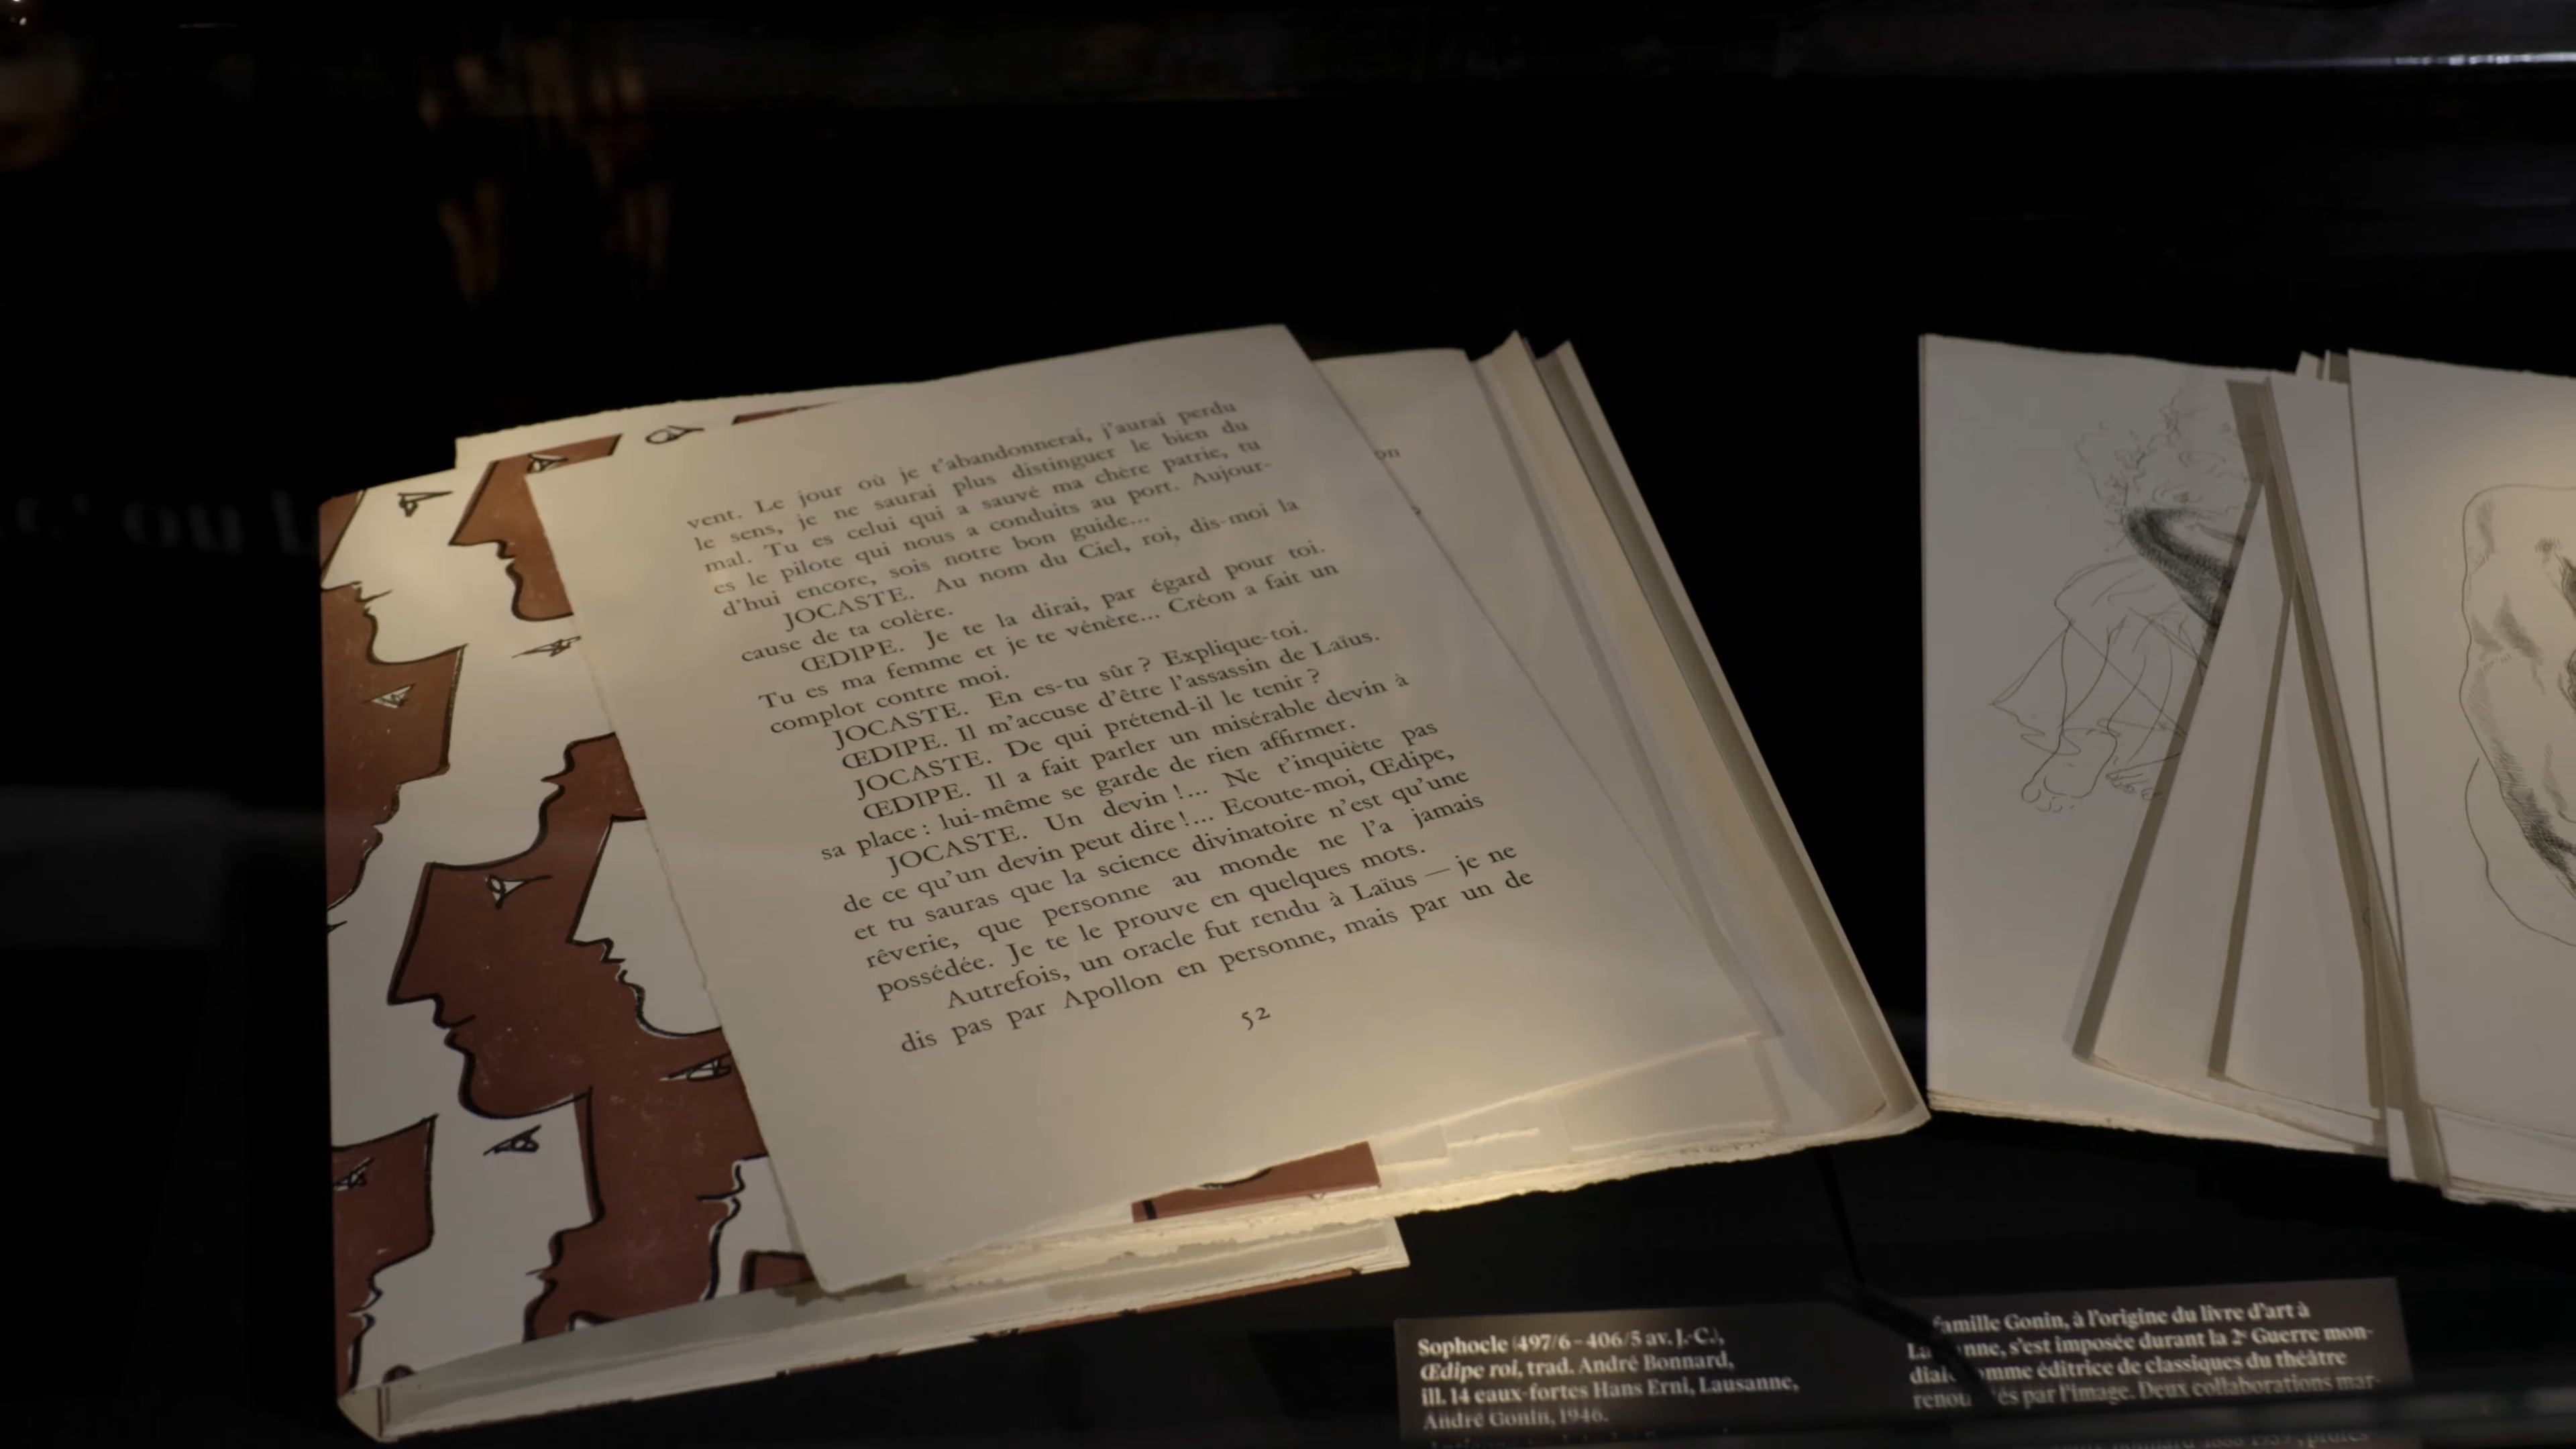 vent. Le jour où je t'abandonnerai, j'aurai perdu
le sens, je ne saurai plus distinguer le bien du
mal. Tu es celui qui a sauvé ma chère patrie, tu
es le pilote qui nous a conduits au port. Aujour-
d'hui encore, sois notre bon guide...
JOCASTE. Au nom du Ciel, roi, dis-moi la
cause de ta colère.
ŒDIPE. Je te la dirai, par égard pour toi.
Tu es ma femme et je te vénère... Créon a fait un
complot contre moi.
JOCASTE. En es-tu sûr ? Explique-toi.
ŒDIPE. Il m'accuse d'être l'assassin de Laïus.
JOCASTE. De qui prétend-il le tenir ?
ŒDIPE. Il a fait parler un misérable devin à
sa place : lui-même se garde de rien affirmer.
JOCASTE. Un devin !... Ne t'inquiète pas
de ce qu'un devin peut dire !... Ecoute-moi, Œdipe,
et tu sauras que la science divinatoire n'est qu'une
rêverie, que personne au monde ne l'a jamais
possédée. Je te le prouve en quelques mots.
Autrefois, un oracle fut rendu à Laïus — je ne
dis pas par Apollon en personne, mais par un de
52
on
Sophocle (497/6 – 406/5 av. J.-C.),
Œdipe roi, trad. André Bonnard,
ill. 14 eaux-fortes Hans Erni, Lausanne,
André Gonin, 1946.
famille Gonin, à l'origine du livre d'art à
s'est imposée durant la 2e Guerre mon-
éditrice de classiques du théâtre
par l'image. Deux collaborations mar-